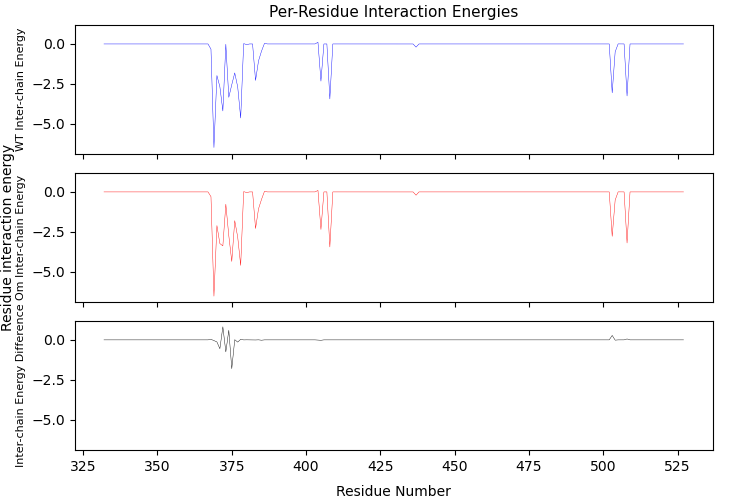 Per-Residue Interaction Energies
Residue interaction energy
WT Inter-chain Energy
0.0
−2.5
−5.0
Om Inter-chain Energy
0.0
−2.5
−5.0
Inter-chain Energy Difference
0.0
−2.5
−5.0
325 350 375 400 425 450 475 500 525
Residue Number